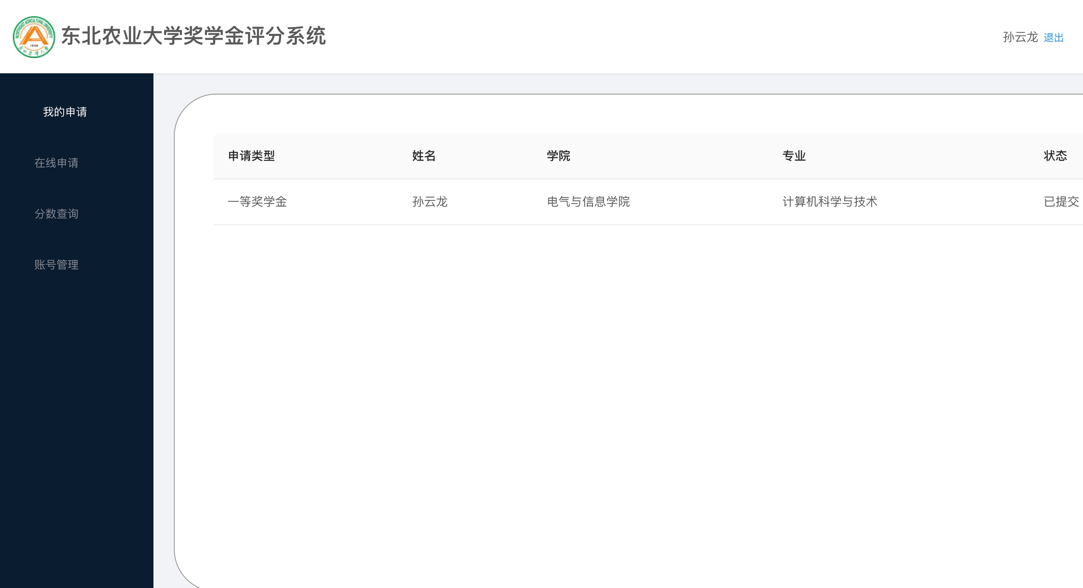 东北农业大学奖学金评分系统
孙云龙 退出
我的申请
在线申请
分数查询
账号管理
申请类型 姓名 学院 专业 状态
一等奖学金 孙云龙 电气与信息学院 计算机科学与技术 已提交